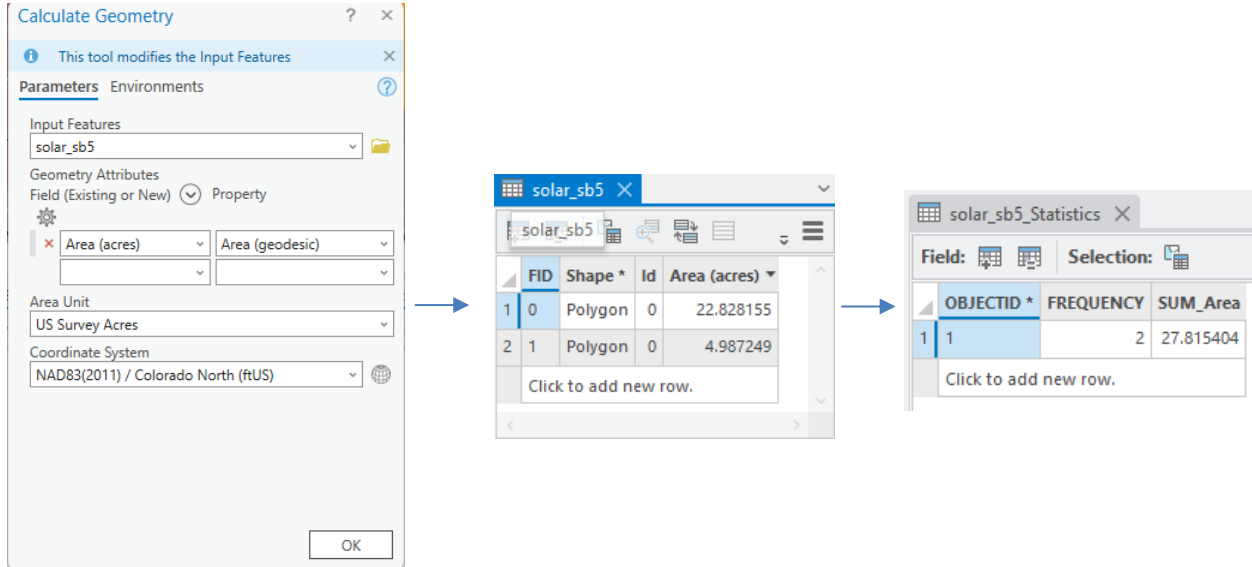 Calculate Geometry ? ×
This tool modifies the Input Features ×
Parameters Environments ?
Input Features
solar_sb5
Geometry Attributes
Field (Existing or New) Property
× Area (acres) Area (geodesic)
Area Unit
US Survey Acres
Coordinate System
NAD83(2011) / Colorado North (ftUS)
OK
solar_sb5 ×
solar_sb5
FID Shape * Id Area (acres)
1 0 Polygon 0 22.828155
2 1 Polygon 0 4.987249
Click to add new row.
solar_sb5_Statistics ×
Field: Selection:
OBJECTID * FREQUENCY SUM_Area
1 1 2 27.815404
Click to add new row.